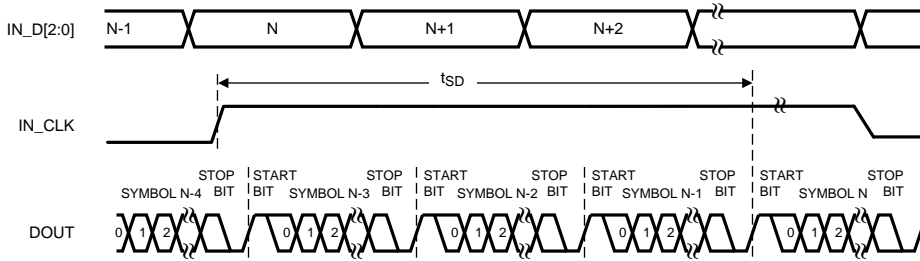 IN_D[2:0] N-1 N N+1 N+2
tSD
IN_CLK
STOP START STOP START STOP START STOP START STOP
SYMBOL N-4 BIT BIT SYMBOL N-3 BIT BIT SYMBOL N-2 BIT BIT SYMBOL N-1 BIT BIT SYMBOL N BIT
DOUT 0 1 2 0 1 2 0 1 2 0 1 2 0 1 2